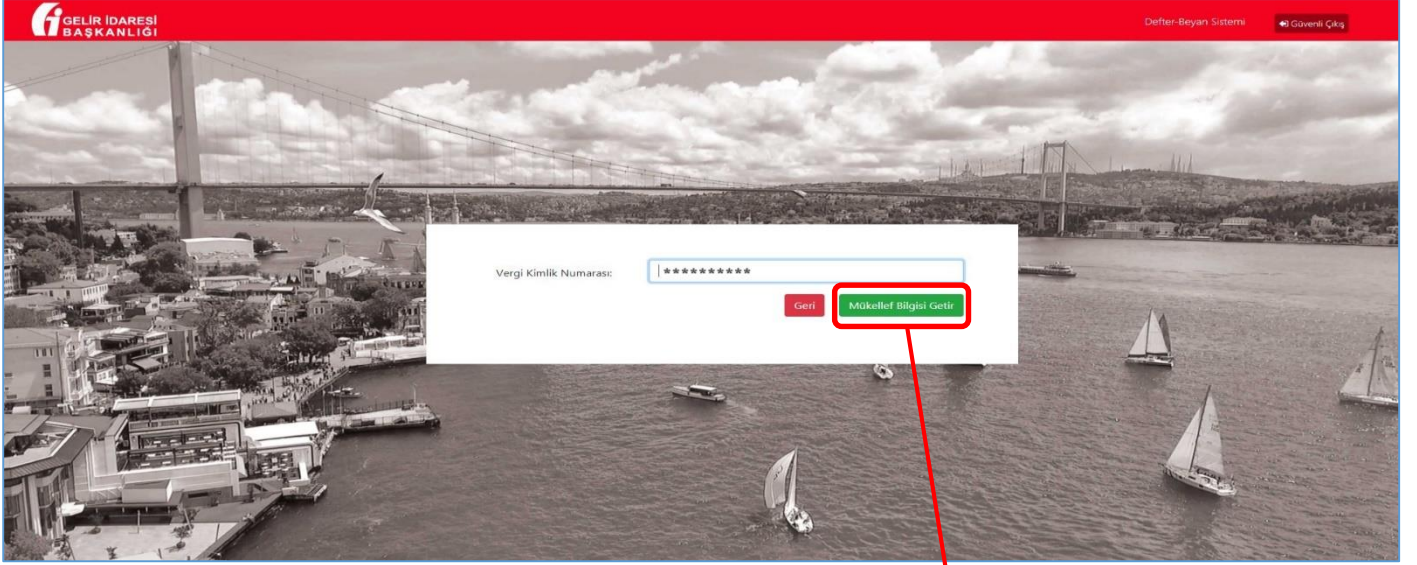 GELİR İDARESİ
BAŞKANLIĞI
Defter-Beyan Sistemi
Güvenli Çıkış
Vergi Kimlik Numarası:
**********
Geri
Mükellef Bilgisi Getir